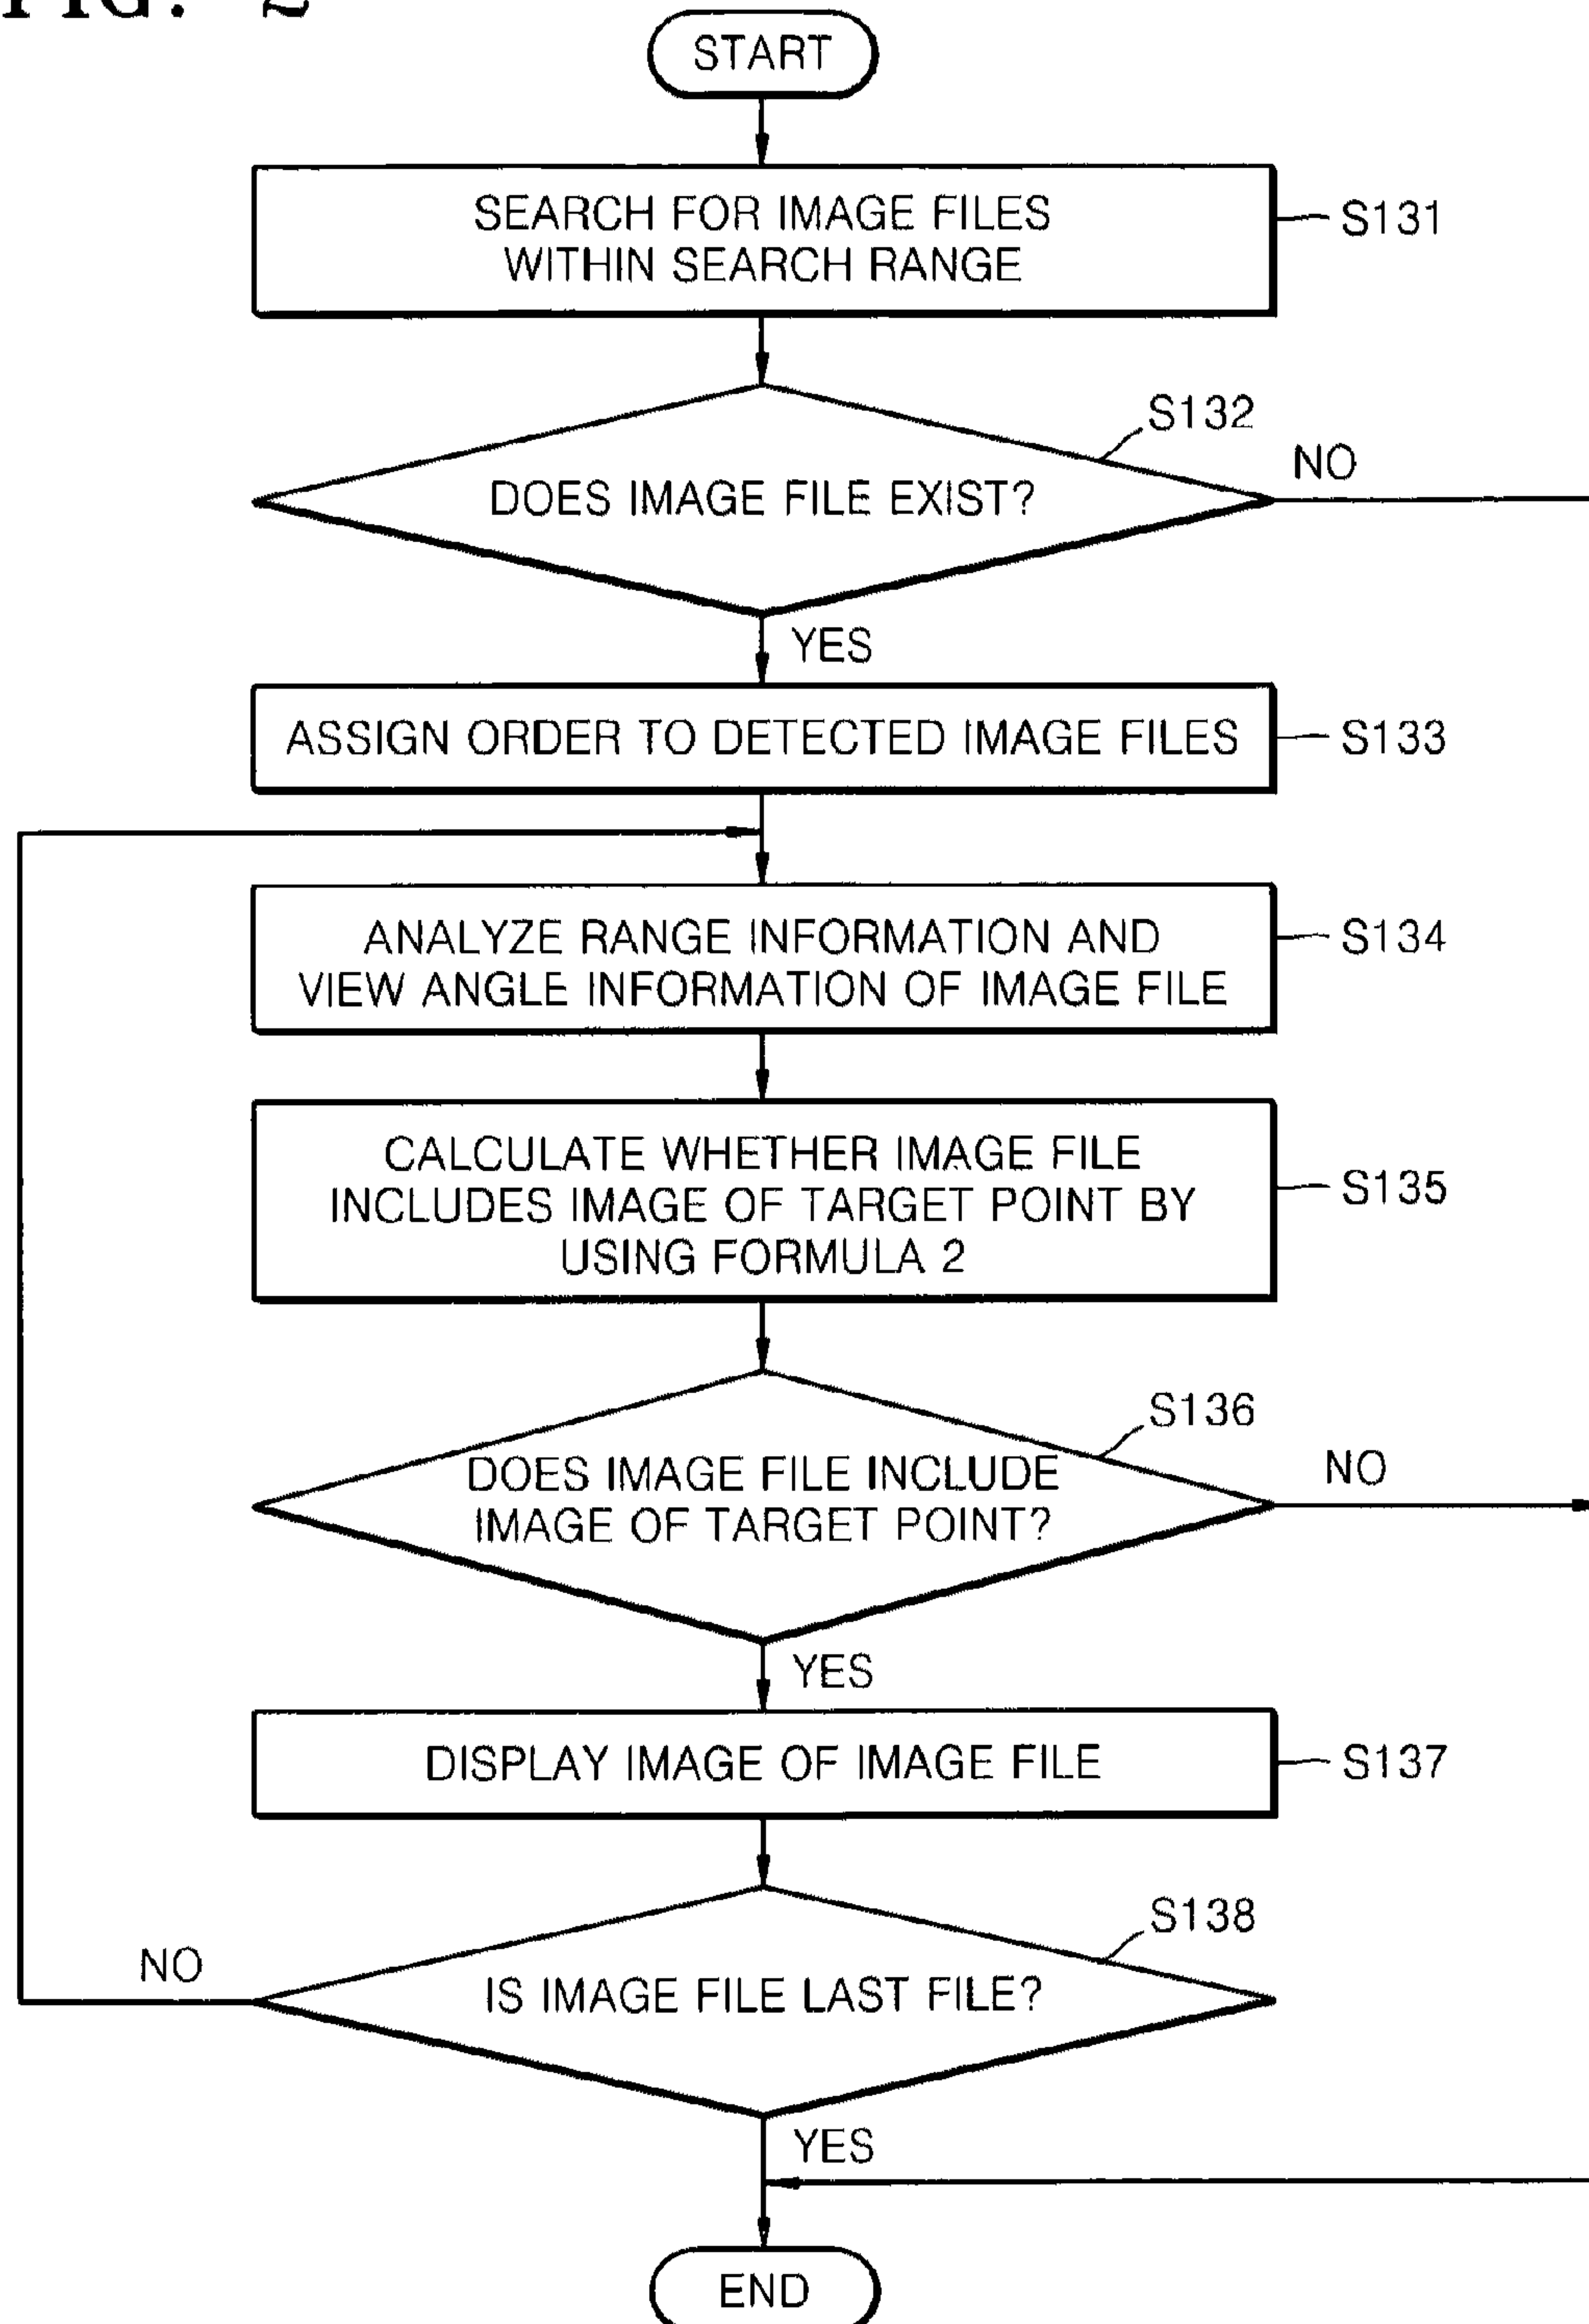 FIG. 2
START
SEARCH FOR IMAGE FILES
WITHIN SEARCH RANGE
S131
S132
NO
DOES IMAGE FILE EXIST?
YES
ASSIGN ORDER TO DETECTED IMAGE FILES
S133
ANALYZE RANGE INFORMATION AND
VIEW ANGLE INFORMATION OF IMAGE FILE
S134
CALCULATE WHETHER IMAGE FILE
INCLUDES IMAGE OF TARGET POINT BY
USING FORMULA 2
S135
S136
NO
DOES IMAGE FILE INCLUDE
IMAGE OF TARGET POINT?
YES
DISPLAY IMAGE OF IMAGE FILE
S137
S138
NO
IS IMAGE FILE LAST FILE?
YES
END